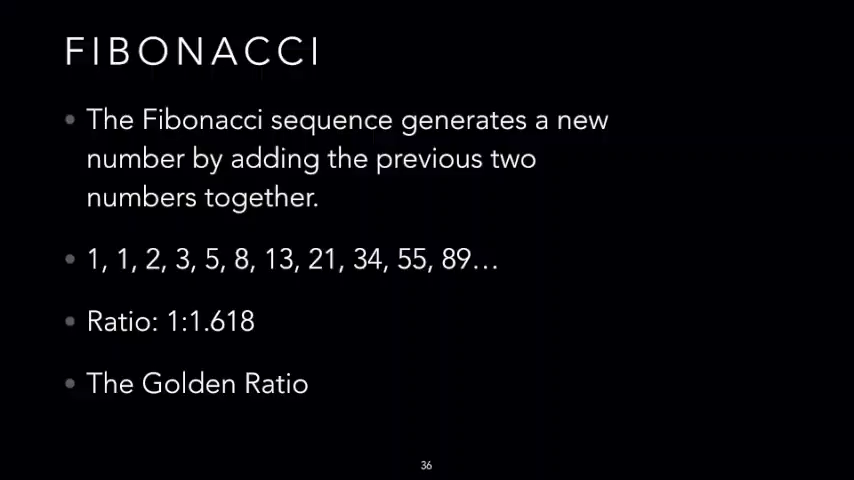 FIBONACCI
• The Fibonacci sequence generates a new
number by adding the previous two
numbers together.
• 1, 1, 2, 3, 5, 8, 13, 21, 34, 55, 89…
• Ratio: 1:1.618
• The Golden Ratio
36